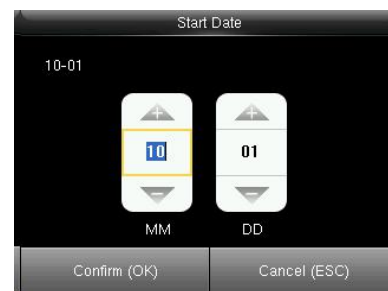 Start Date
10-01
10 01
MM DD
Confirm (OK) Cancel (ESC)